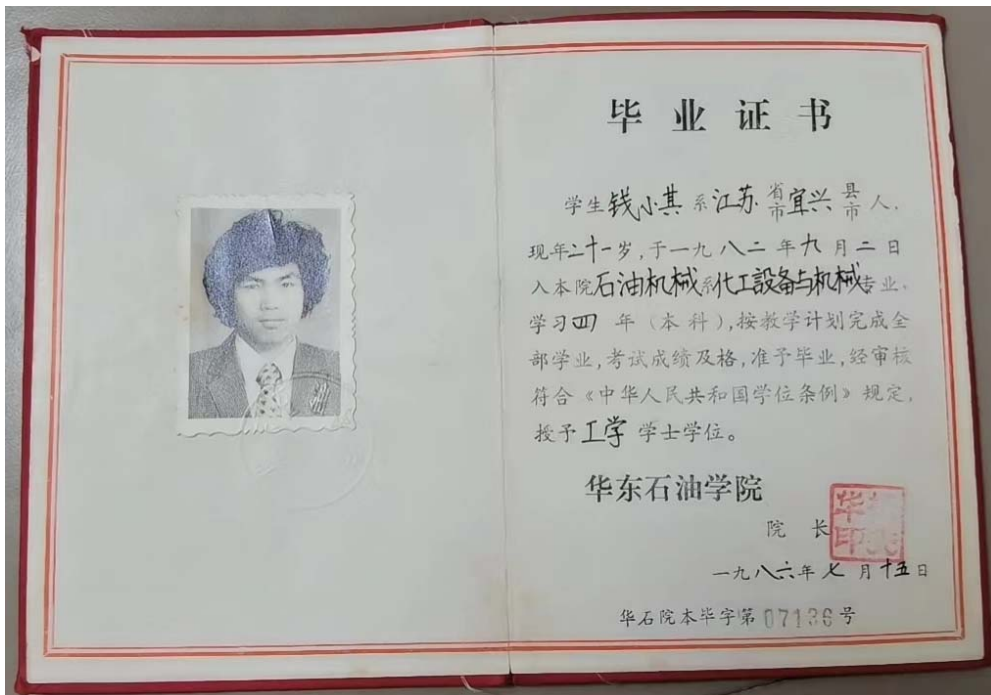 毕业证书
学生钱小其系江苏省市宜兴县市人,
现年二十一岁,于一九八二年九月二日
入本院石油机械系化工設备与机械专业,
学习四年(本科),按教学计划完成全
部学业,考试成绩及格,准予毕业,经审核
符合《中华人民共和国学位条例》规定,
授予工学学士学位。
华东石油学院
院长
一九八六年七月十五日
华石院本毕字第07136号